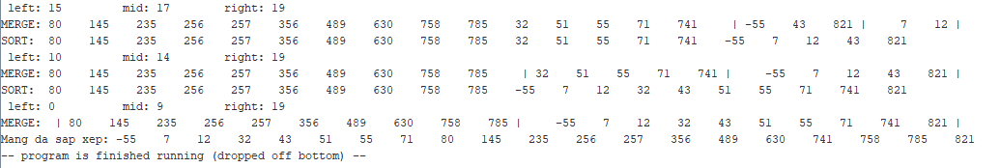 left: 15 mid: 17 right: 19
MERGE: 80 145 235 256 257 356 489 630 758 785 32 51 55 71 741 | -55 43 821 | 7 12 |
SORT: 80 145 235 256 257 356 489 630 758 785 32 51 55 71 741 -55 7 12 43 821
left: 10 mid: 14 right: 19
MERGE: 80 145 235 256 257 356 489 630 758 785 | 32 51 55 71 741 | -55 7 12 43 821 |
SORT: 80 145 235 256 257 356 489 630 758 785 -55 7 12 32 43 51 55 71 741 821
left: 0 mid: 9 right: 19
MERGE: | 80 145 235 256 257 356 489 630 758 785 | -55 7 12 32 43 51 55 71 741 821 |
Mang da sap xep: -55 7 12 32 43 51 55 71 80 145 235 256 257 356 489 630 741 758 785 821
-- program is finished running (dropped off bottom) --